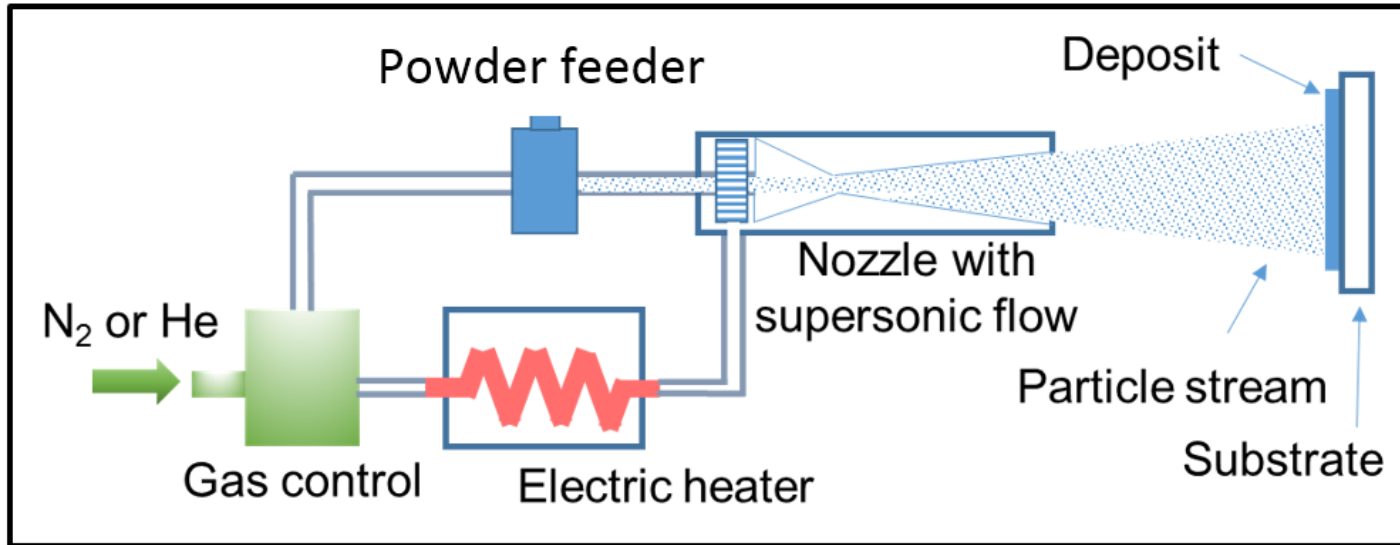 Powder feeder
Deposit
N₂ or He
Nozzle with
supersonic flow
Particle stream
Gas control
Electric heater
Substrate